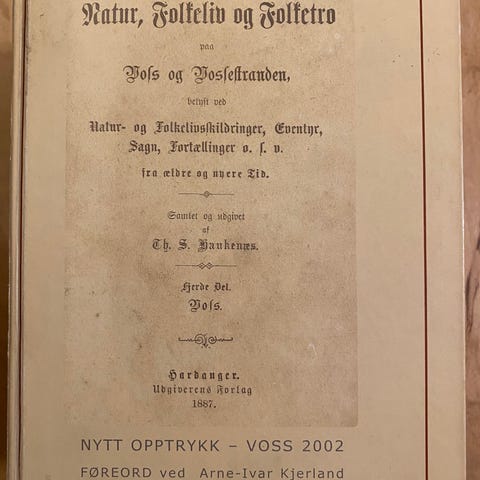 Natur, Folkeliv og Folketro
paa
Voss og Vossestranden,
belyst ved
Natur- og Folkelivsskildringer, Eventyr,
Sagn, Fortællinger o. s. v.
fra ældre og nyere Tid.
Samlet og udgivet
af
Th. S. Haukenæs.
Fjerde Del.
Voss.
Hardanger.
Udgiverens Forlag
1887.
NYTT OPPTRYKK – VOSS 2002
FØREORD ved Arne-Ivar Kjerland